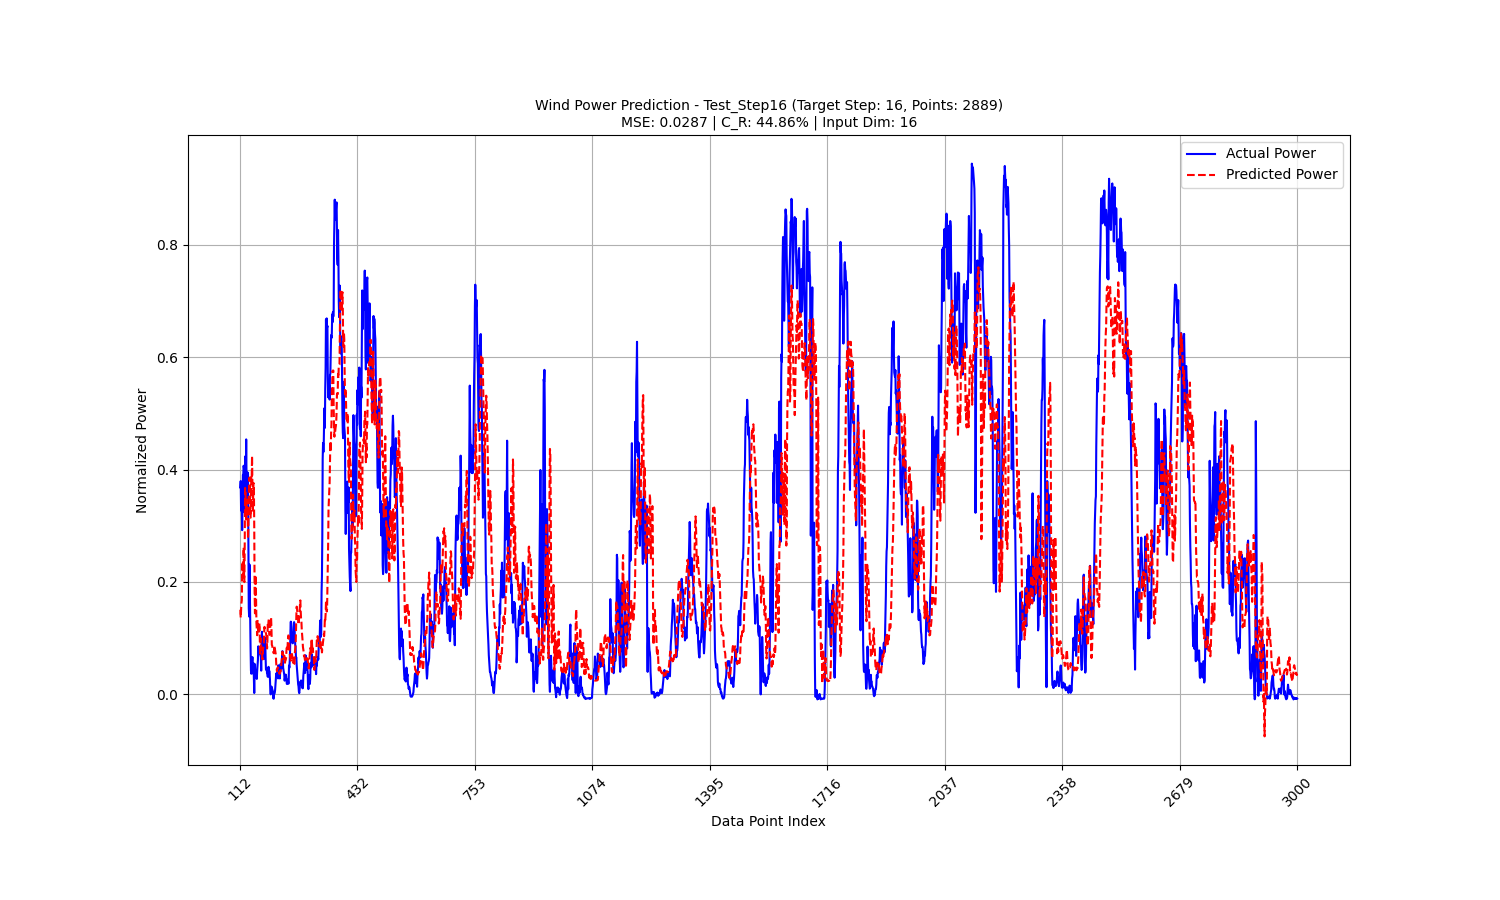 Wind Power Prediction - Test_Step16 (Target Step: 16, Points: 2889)
MSE: 0.0287 | C_R: 44.86% | Input Dim: 16
Actual Power
Predicted Power
Normalized Power
0.8
0.6
0.4
0.2
0.0
112
432
753
1074
1395
1716
2037
2358
2679
3000
Data Point Index